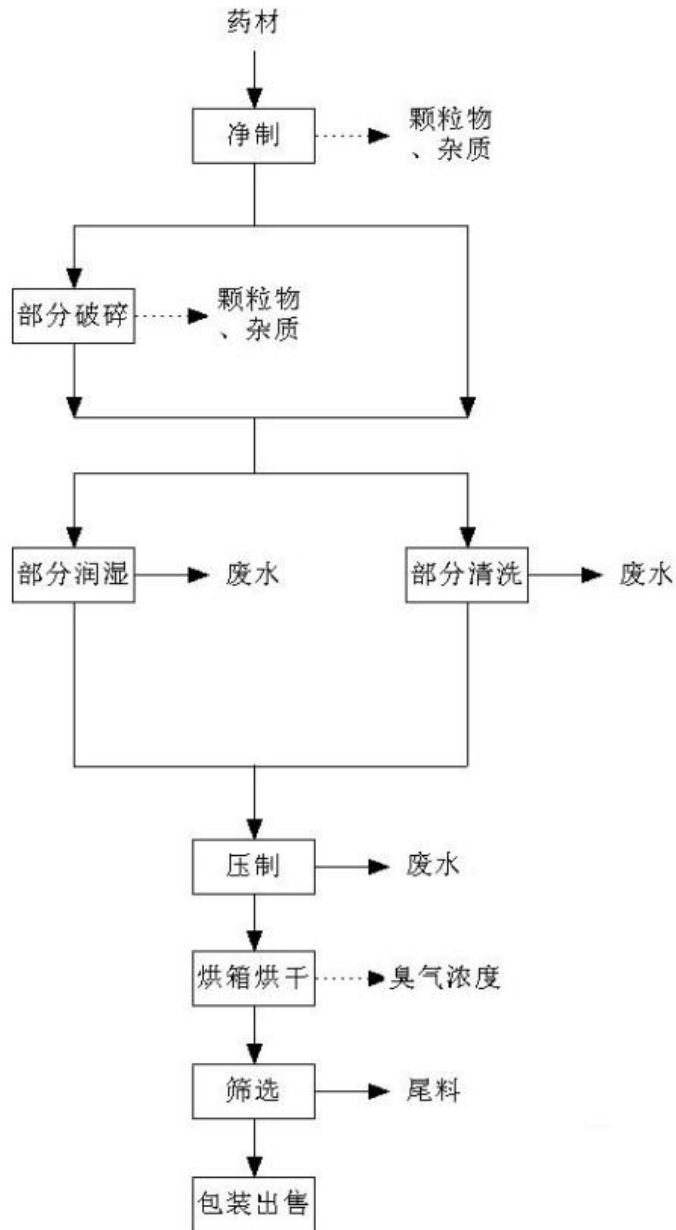 药材
净制
颗粒物
、杂质
部分破碎
颗粒物
、杂质
部分润湿
废水
部分清洗
废水
压制
废水
烘箱烘干
臭气浓度
筛选
尾料
包装出售